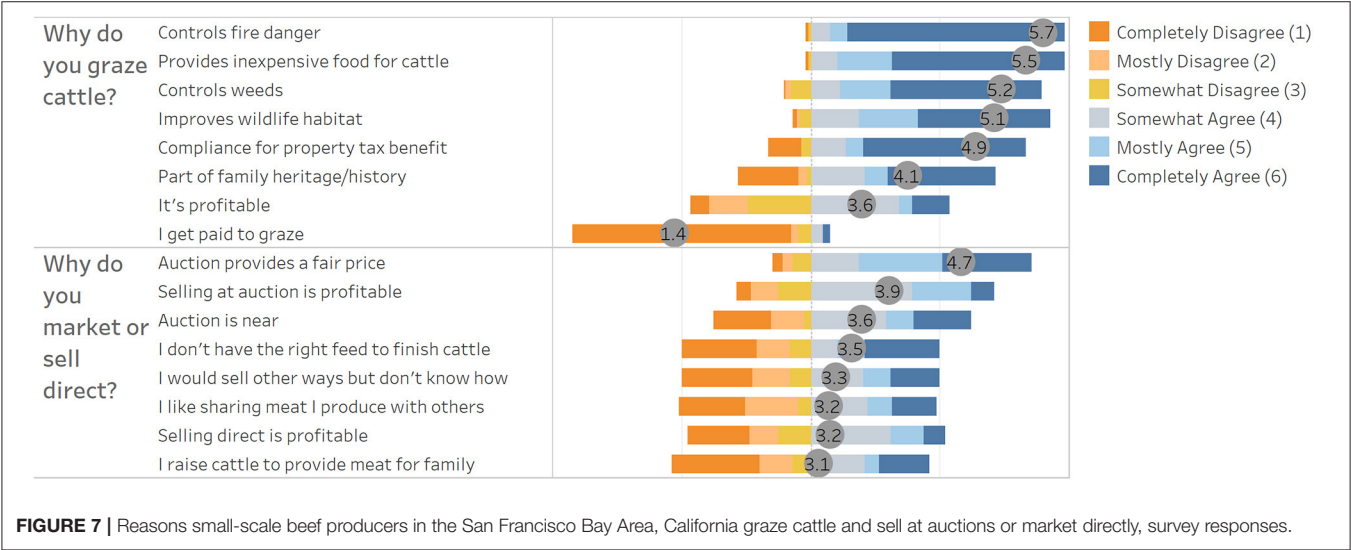 Why do
you graze
cattle?
Controls fire danger
5.7
Provides inexpensive food for cattle
5.5
Controls weeds
5.2
Improves wildlife habitat
5.1
Compliance for property tax benefit
4.9
Part of family heritage/history
4.1
It's profitable
3.6
I get paid to graze
1.4
Why do
you
market or
sell
direct?
Auction provides a fair price
4.7
Selling at auction is profitable
3.9
Auction is near
3.6
I don't have the right feed to finish cattle
3.5
I would sell other ways but don't know how
3.3
I like sharing meat I produce with others
3.2
Selling direct is profitable
3.2
I raise cattle to provide meat for family
3.1
Completely Disagree (1)
Mostly Disagree (2)
Somewhat Disagree (3)
Somewhat Agree (4)
Mostly Agree (5)
Completely Agree (6)
FIGURE 7 | Reasons small-scale beef producers in the San Francisco Bay Area, California graze cattle and sell at auctions or market directly, survey responses.